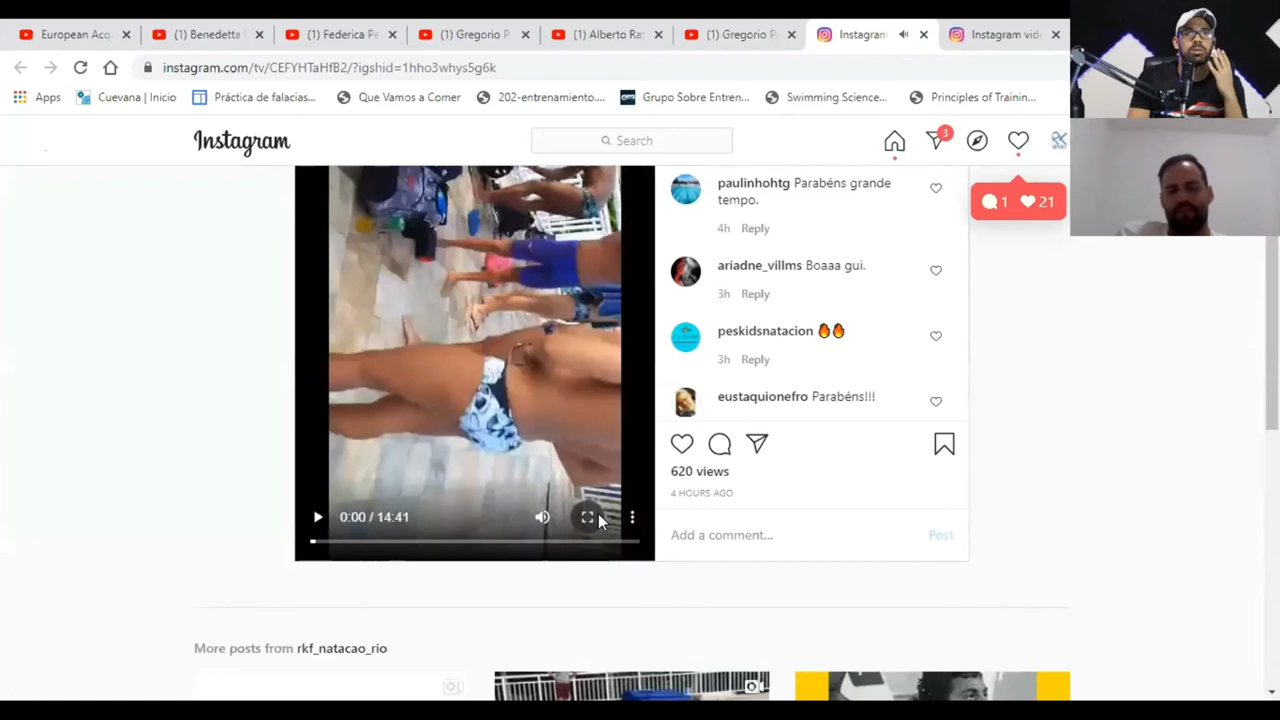 European Acq
(1) Benedetta
(1) Federica Pe
(1) Gregorio P
(1) Alberto Ra
(1) Gregorio P
Instagram
Instagram vid
instagram.com/tv/CEFYHTaHfB2/?igshid=1hho3whys5g6k
Apps
Cuevana | Inicio
Práctica de falacias...
Que Vamos a Comer
202-entrenamiento....
Grupo Sobre Entren...
Swimming Science...
Principles of Trainin...
Instagram
Search
3
1 21
paulinhohtg Parabéns grande
tempo.
4h Reply
ariadne_villms Boaaa gui.
3h Reply
peskidsnatacion 🔥🔥
3h Reply
eustaquionefro Parabéns!!!
620 views
4 HOURS AGO
0:00 / 14:41
Add a comment...
Post
More posts from rkf_natacao_rio